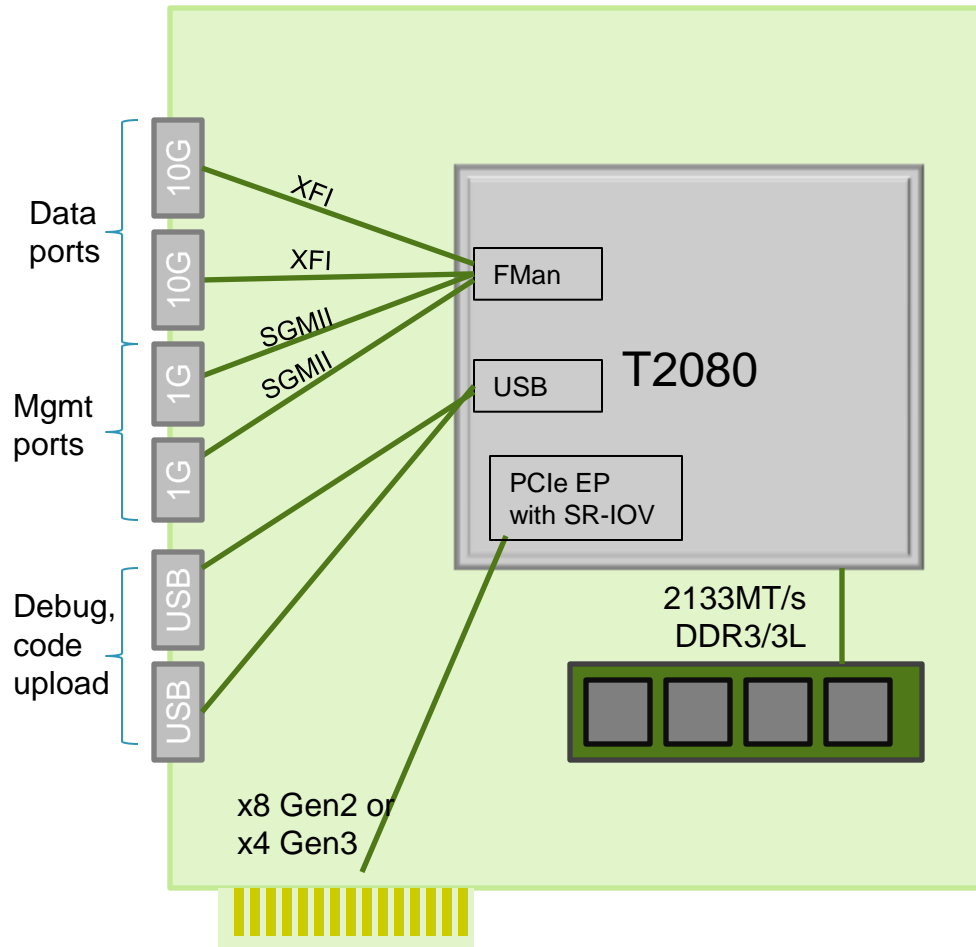 10G
XFI
Data
ports
10G
XFI
FMan
SGMII
1G
SGMII
USB
T2080
Mgmt
ports
1G
PCIe EP
with SR-IOV
USB
Debug,
code
upload
USB
2133MT/s
DDR3/3L
x8 Gen2 or
x4 Gen3